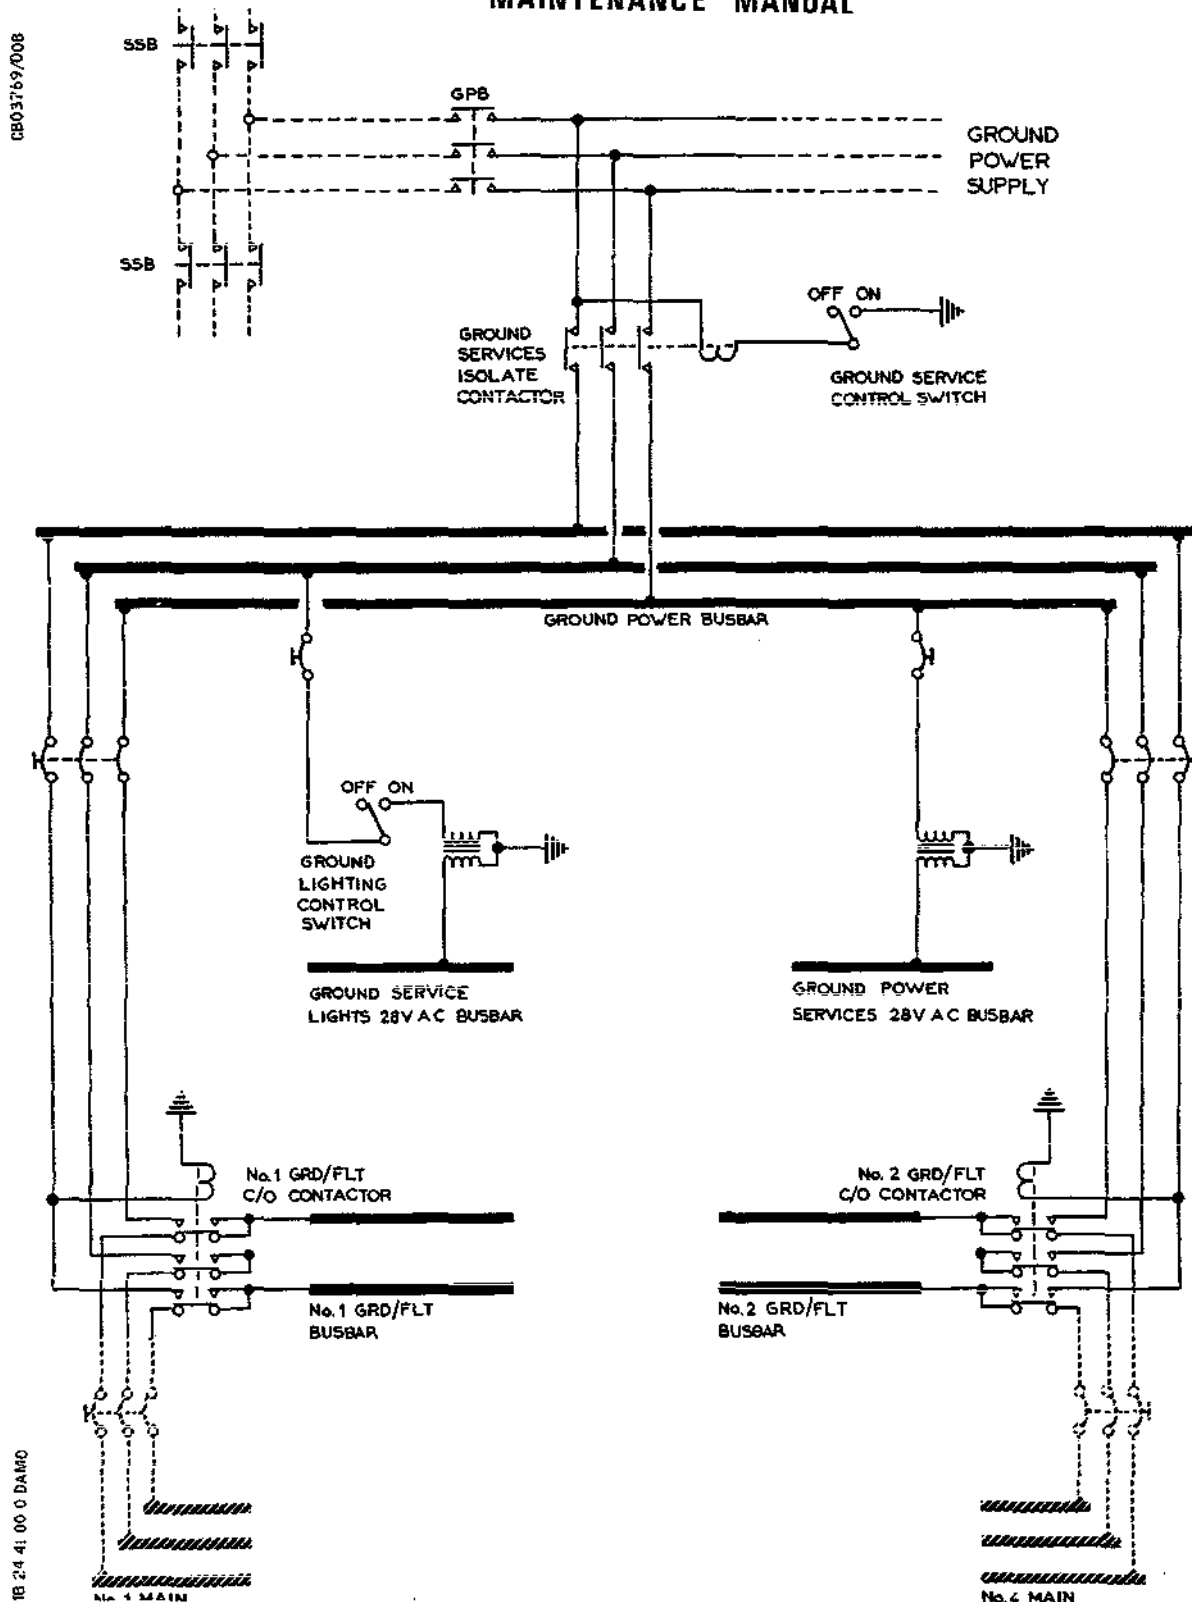 MAINTENANCE MANUAL
CB03769/008
SSB
GPB
GROUND
POWER
SUPPLY
SSB
OFF ON
GROUND
SERVICES
ISOLATE
CONTACTOR
GROUND SERVICE
CONTROL SWITCH
GROUND POWER BUSBAR
OFF ON
GROUND
LIGHTING
CONTROL
SWITCH
GROUND SERVICE
LIGHTS 28V AC BUSBAR
GROUND POWER
SERVICES 28V AC BUSBAR
No.1 GRD/FLT
C/O CONTACTOR
No. 2 GRD/FLT
C/O CONTACTOR
No.1 GRD/FLT
BUSBAR
No.2 GRD/FLT
BUSBAR
1B 24 41 00 0 DAM0
MAIN
No.4 MAIN